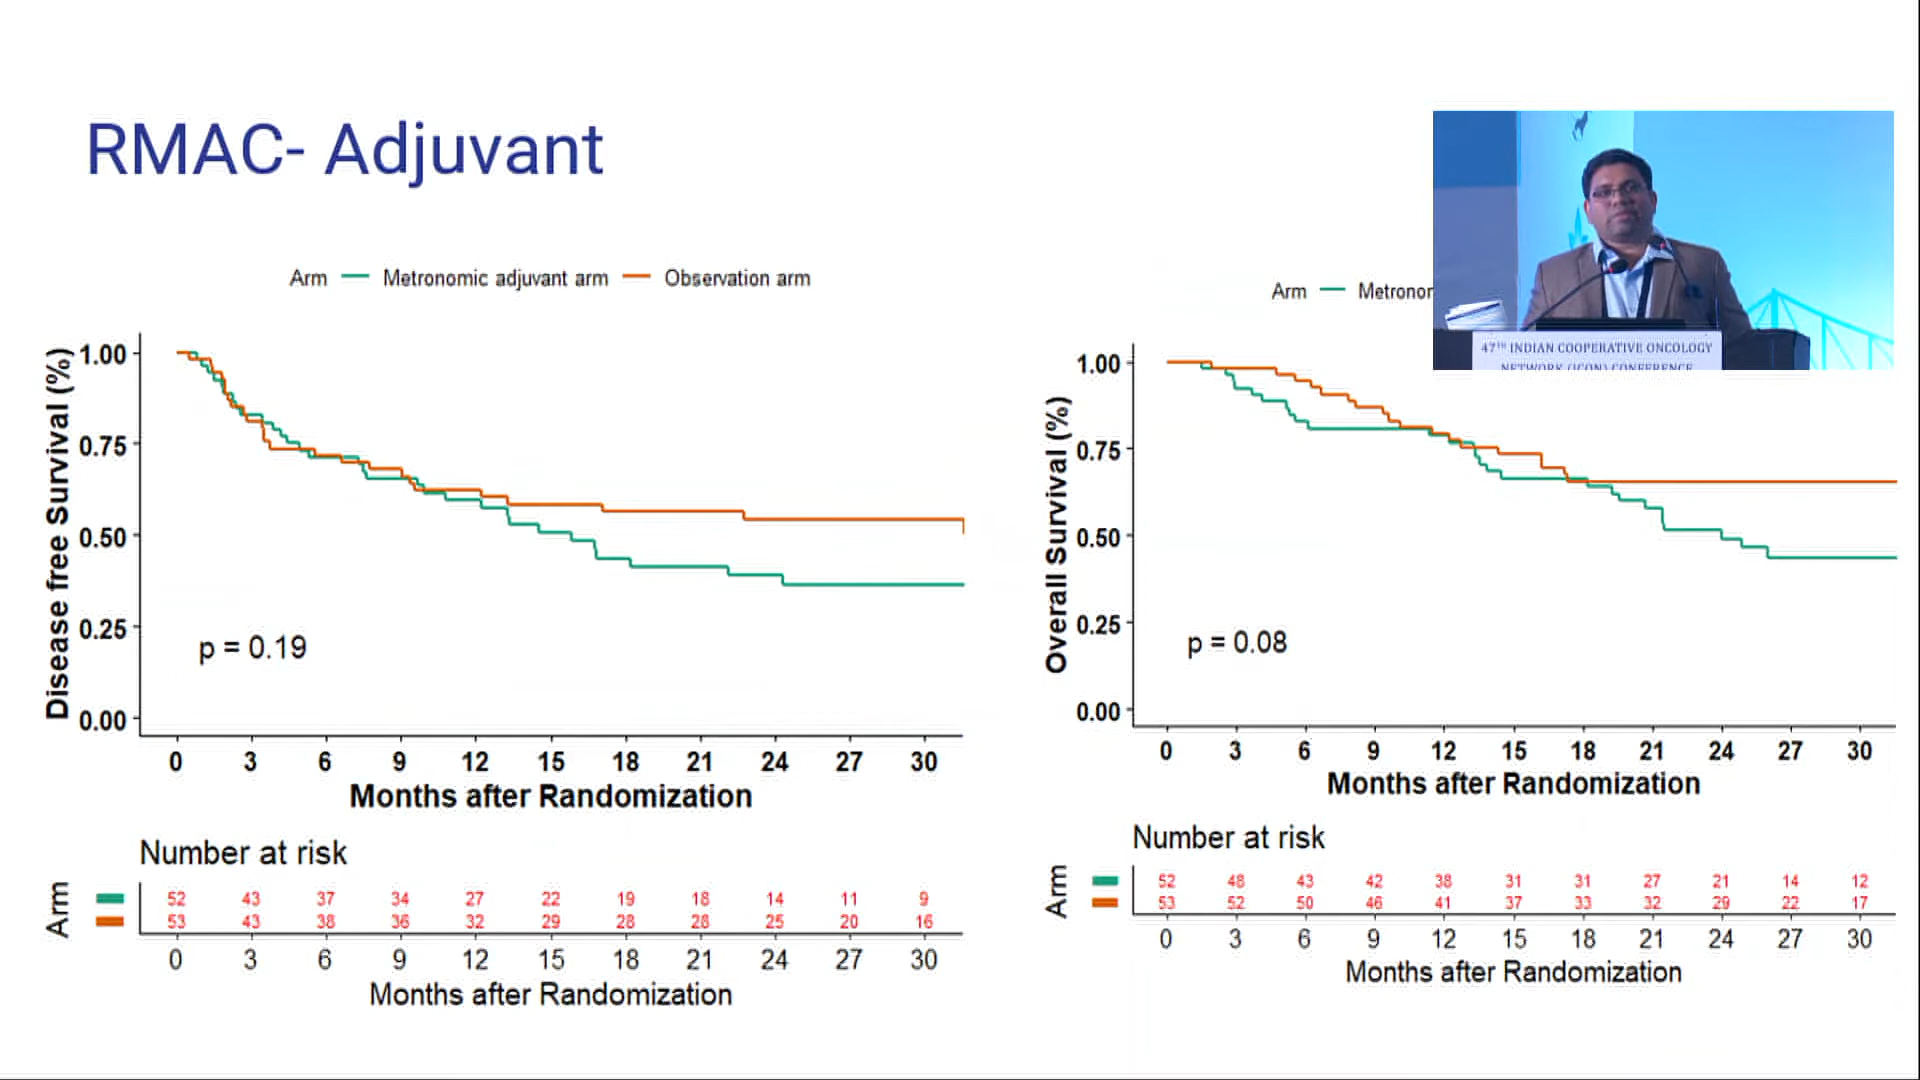 RMAC- Adjuvant
Arm Metronomic adjuvant arm Observation arm
Disease free Survival (%)
1.00
0.75
0.50
0.25
0.00
p = 0.19
0 3 6 9 12 15 18 21 24 27 30
Months after Randomization
Number at risk
Arm
52 43 37 34 27 22 19 18 14 11 9
53 43 38 36 32 29 28 28 25 20 16
0 3 6 9 12 15 18 21 24 27 30
Months after Randomization
Arm Metronor
47TH INDIAN COOPERATIVE ONCOLOGY
NETWORK (ICON) CONFERENCE
Overall Survival (%)
1.00
0.75
0.50
0.25
0.00
p = 0.08
0 3 6 9 12 15 18 21 24 27 30
Months after Randomization
Number at risk
Arm
52 48 43 42 38 31 31 27 21 14 12
53 52 50 46 41 37 33 32 29 22 17
0 3 6 9 12 15 18 21 24 27 30
Months after Randomization